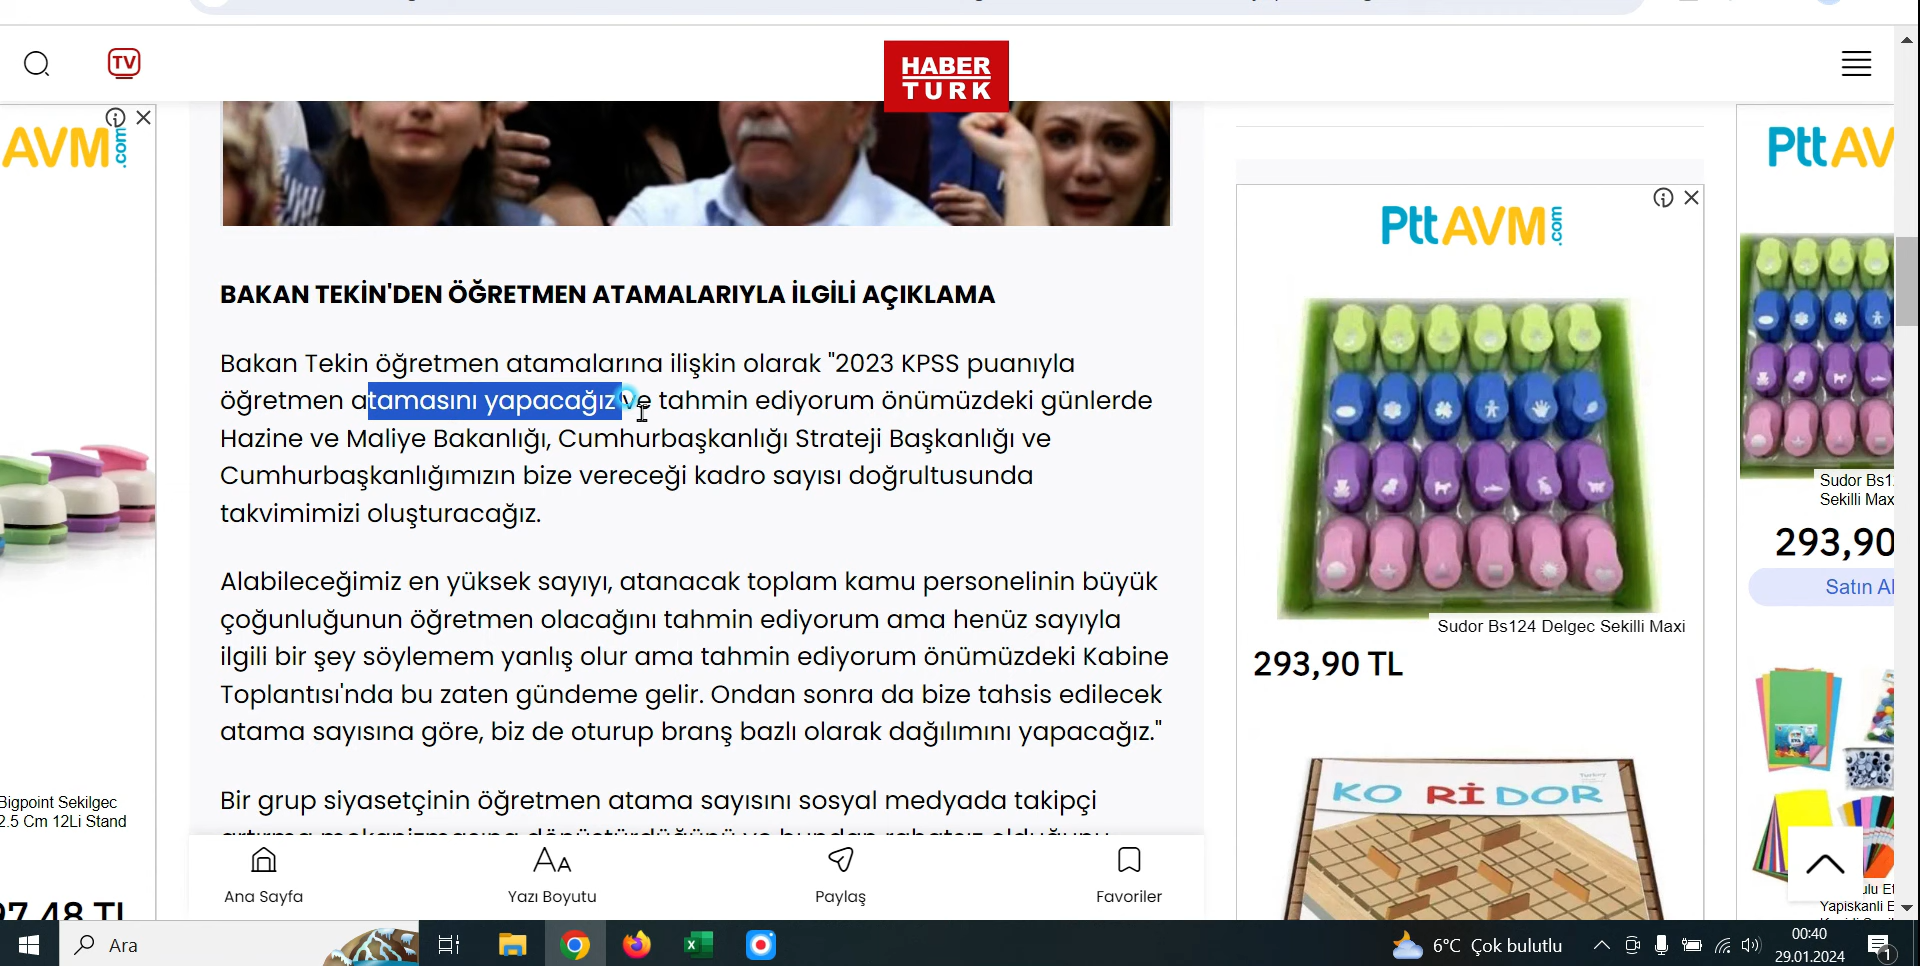 TV
HABER
TURK
AVM.com
BAKAN TEKİN'DEN ÖĞRETMEN ATAMALARIYLA İLGİLİ AÇIKLAMA
Bakan Tekin öğretmen atamalarına ilişkin olarak "2023 KPSS puanıyla
öğretmen atamasını yapacağız ve tahmin ediyorum önümüzdeki günlerde
Hazine ve Maliye Bakanlığı, Cumhurbaşkanlığı Strateji Başkanlığı ve
Cumhurbaşkanlığımızın bize vereceği kadro sayısı doğrultusunda
takvimimizi oluşturacağız.
Alabileceğimiz en yüksek sayıyı, atanacak toplam kamu personelinin büyük
çoğunluğunun öğretmen olacağını tahmin ediyorum ama henüz sayıyla
ilgili bir şey söylemem yanlış olur ama tahmin ediyorum önümüzdeki Kabine
Toplantısı'nda bu zaten gündeme gelir. Ondan sonra da bize tahsis edilecek
atama sayısına göre, biz de oturup branş bazlı olarak dağılımını yapacağız."
Bir grup siyasetçinin öğretmen atama sayısını sosyal medyada takipçi
Bigpoint Sekilgec
2.5 Cm 12Li Stand
97,48 TL
PttAVM.com
Sudor Bs124 Delgec Sekilli Maxi
293,90 TL
KORİDOR
PttAV
Sudor Bs1
Sekilli Max
293,90
Satın Al
Yapiskanli E
Ana Sayfa
Yazı Boyutu
Paylaş
Favoriler
Ara
6°C Çok bulutlu
00:40
29.01.2024
1